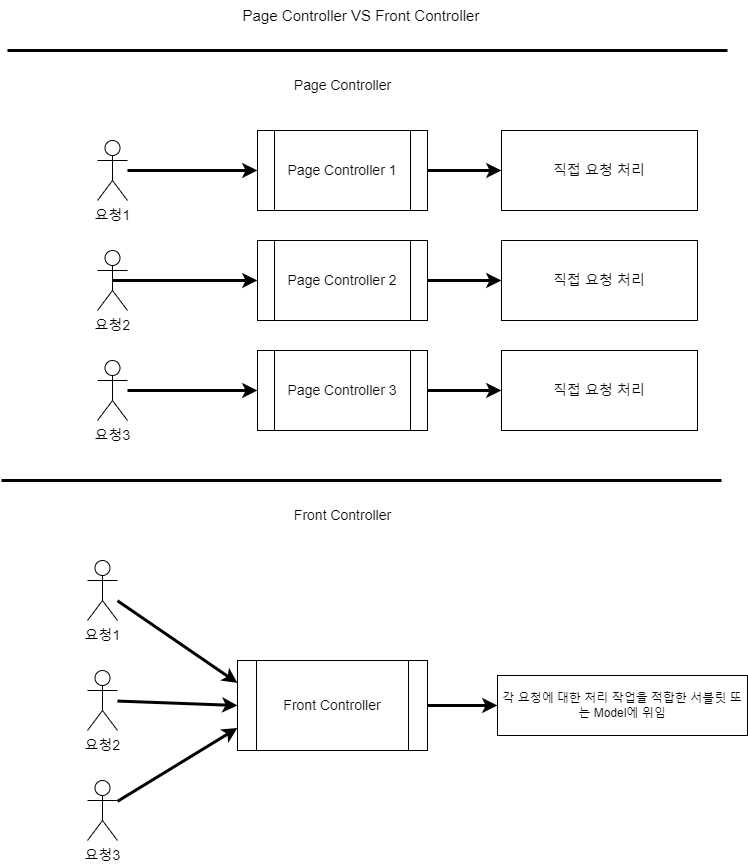 Page Controller VS Front Controller
Page Controller
요청1
Page Controller 1
직접 요청 처리
요청2
Page Controller 2
직접 요청 처리
요청3
Page Controller 3
직접 요청 처리
Front Controller
요청1
요청2
요청3
Front Controller
각 요청에 대한 처리 작업을 적합한 서블릿 또
는 Model에 위임